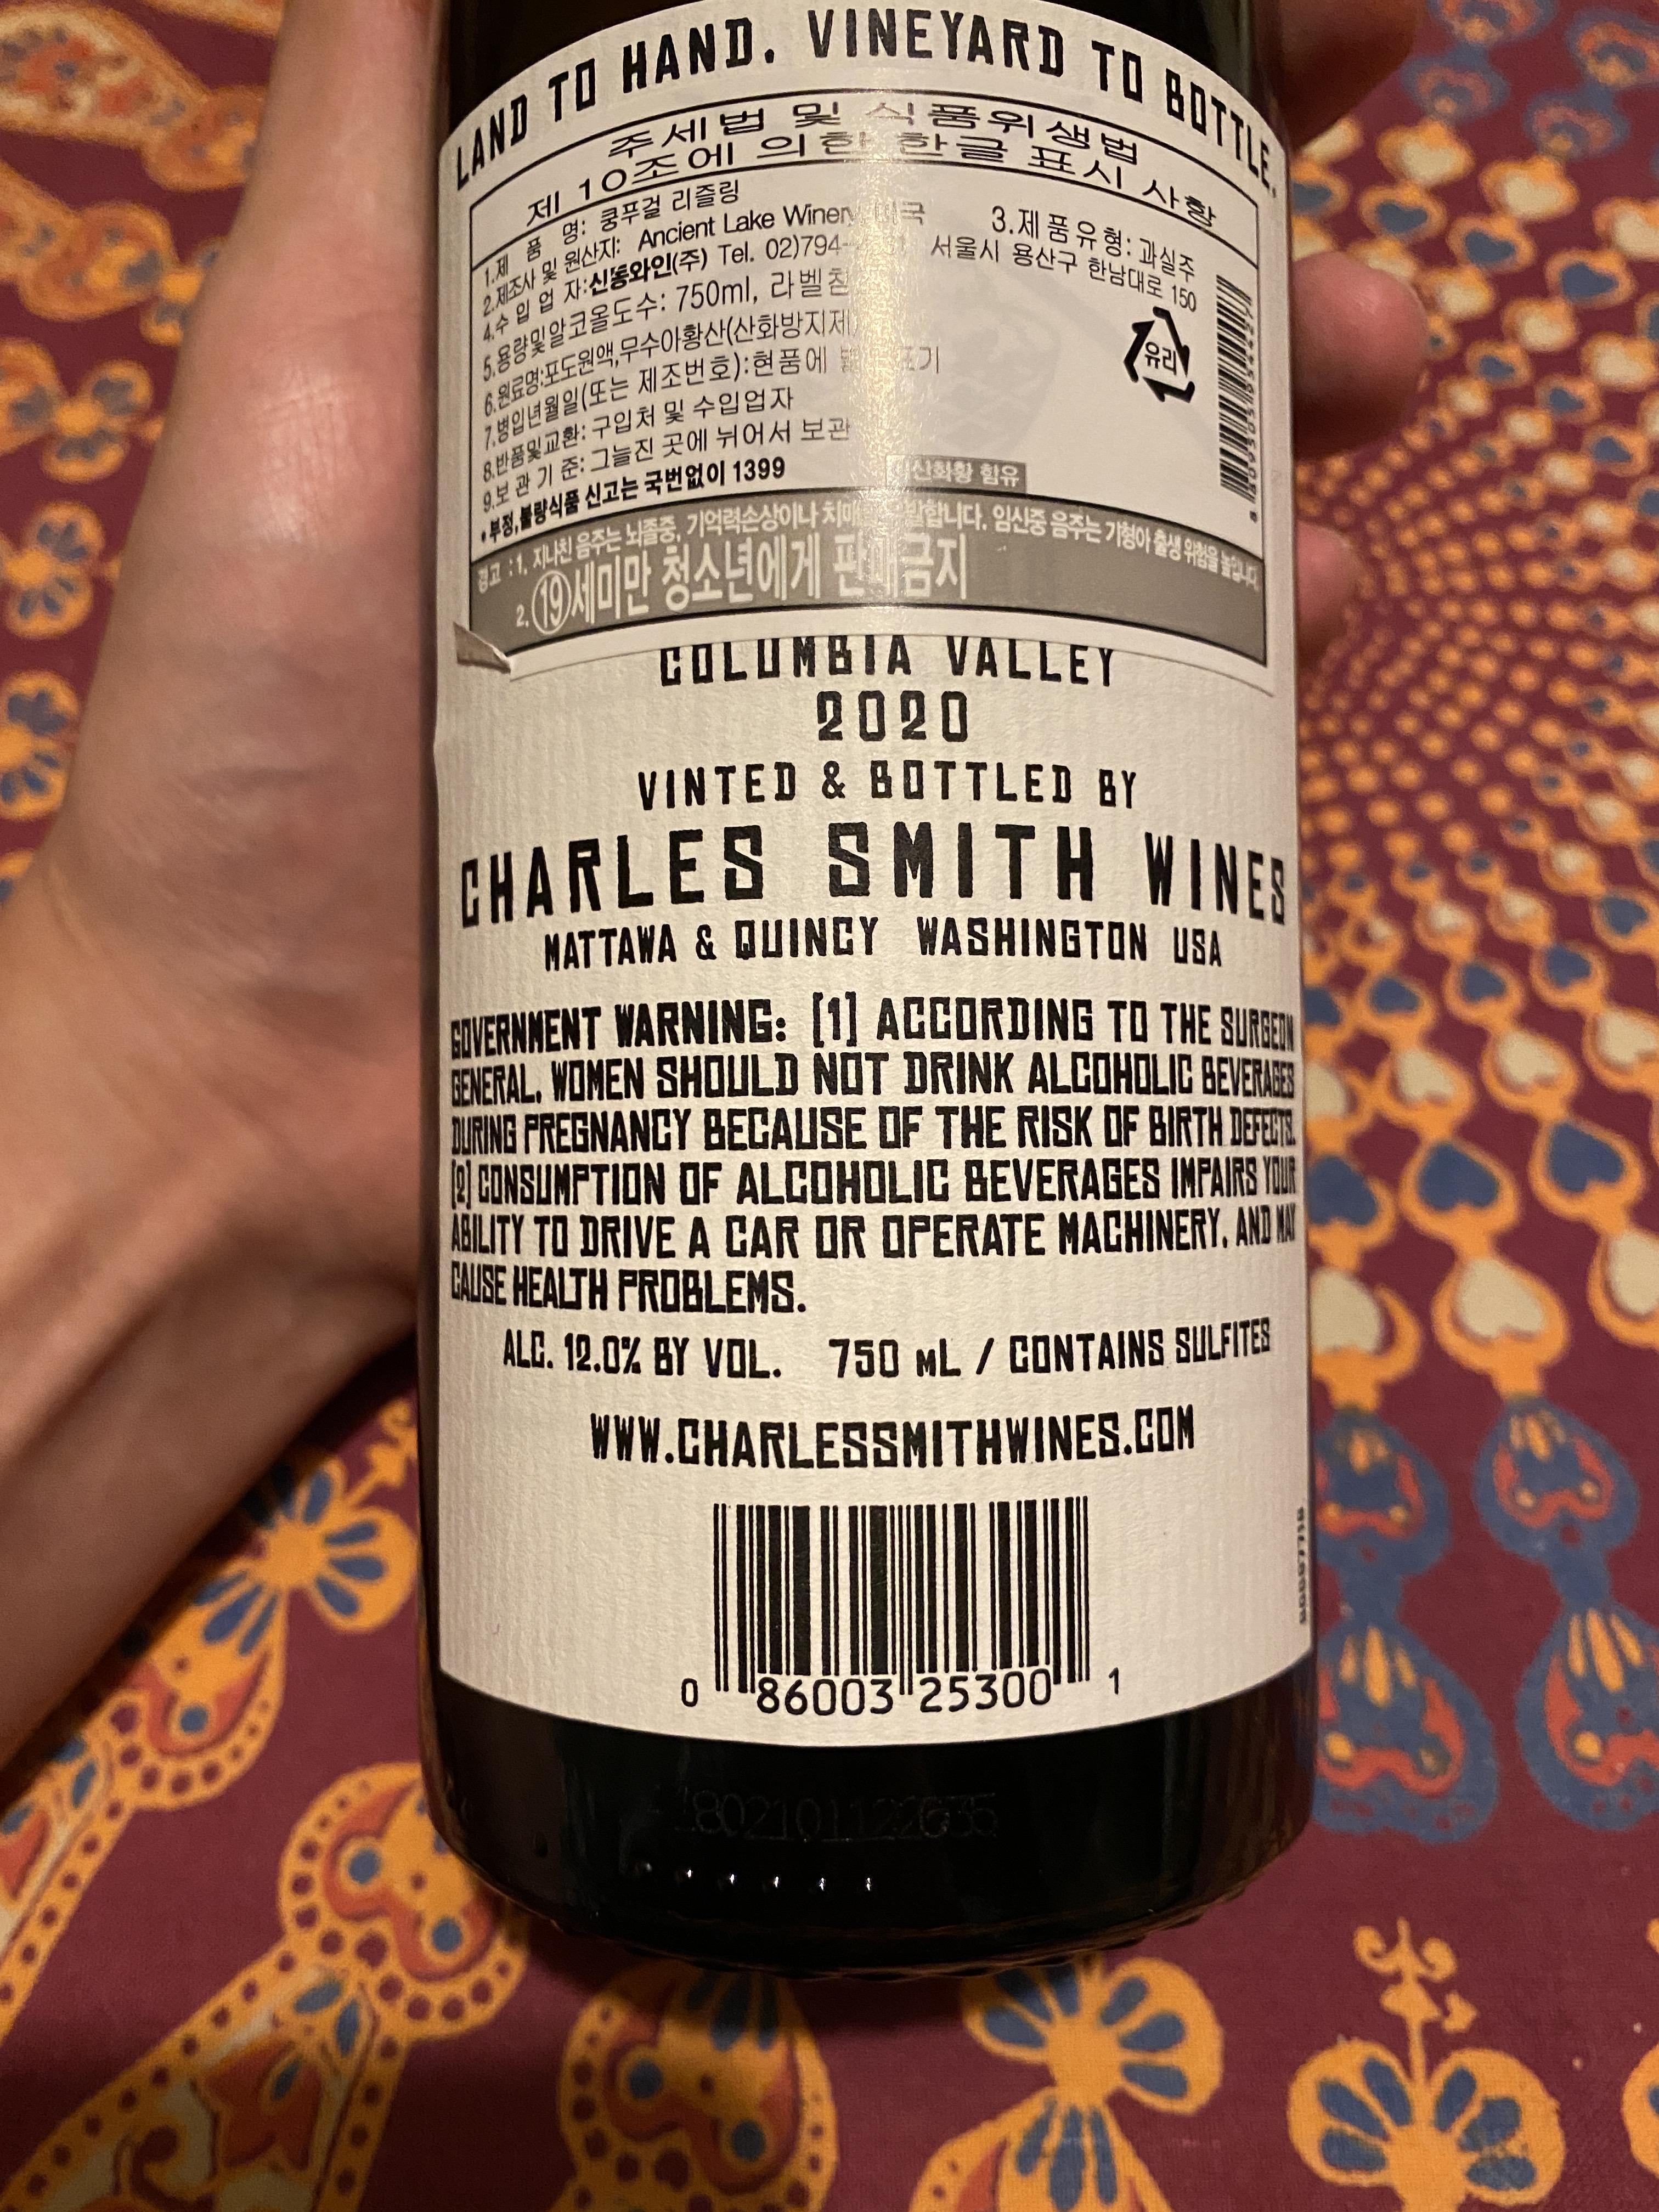 LAND TO HAND. VINEYARD TO BOTTLE.
주세법 및 식품위생법
제 10조에 의한 한글 표시 사항
1.제 품 명: 쿵푸걸 리즐링
3.제품유형: 과실주
2.제조사 및 원산지: Ancient Lake Winery
4.수 입 업 자:신동와인(주) Tel. 02)794- 서울시 용산구 한남대로 150
5.용량및알코올도수: 750ml, 라벨
6.원료명:포도원액,무수아황산(산화방지제)
7.병입년월일(또는 제조번호):현품에 표기
8.반품및교환: 구입처 및 수입업자
9.보 관 기 준: 그늘진 곳에 뉘어서 보관
• 부정,불량식품 신고는 국번없이 1399
함유
유리
경고 : 1. 지나친 음주는 뇌졸중, 기억력손상이나 임신중 음주는 기형아 출생 위험을 높입니다.
2. ⑲세미만 청소년에게 판매금지
COLUMBIA VALLEY
2020
VINTED & BOTTLED BY
CHARLES SMITH WINES
MATTAWA & QUINCY WASHINGTON USA
GOVERNMENT WARNING: [1] ACCORDING TO THE SURGEON
GENERAL, WOMEN SHOULD NOT DRINK ALCOHOLIC BEVERAGES
DURING PREGNANCY BECAUSE OF THE RISK OF BIRTH DEFECTS.
[2] CONSUMPTION OF ALCOHOLIC BEVERAGES IMPAIRS YOUR
ABILITY TO DRIVE A CAR OR OPERATE MACHINERY, AND MAY
CAUSE HEALTH PROBLEMS.
ALC. 12.0% BY VOL. 750 mL / CONTAINS SULFITES
WWW.CHARLESSMITHWINES.COM
0 86003 25300 1